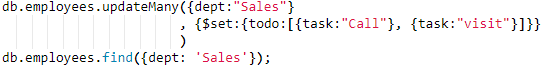 db.employees.updateMany({dept:"Sales"}
, {$set:{todo:[{task:"Call"}, {task:"visit"}]}}
)
db.employees.find({dept: 'Sales'});